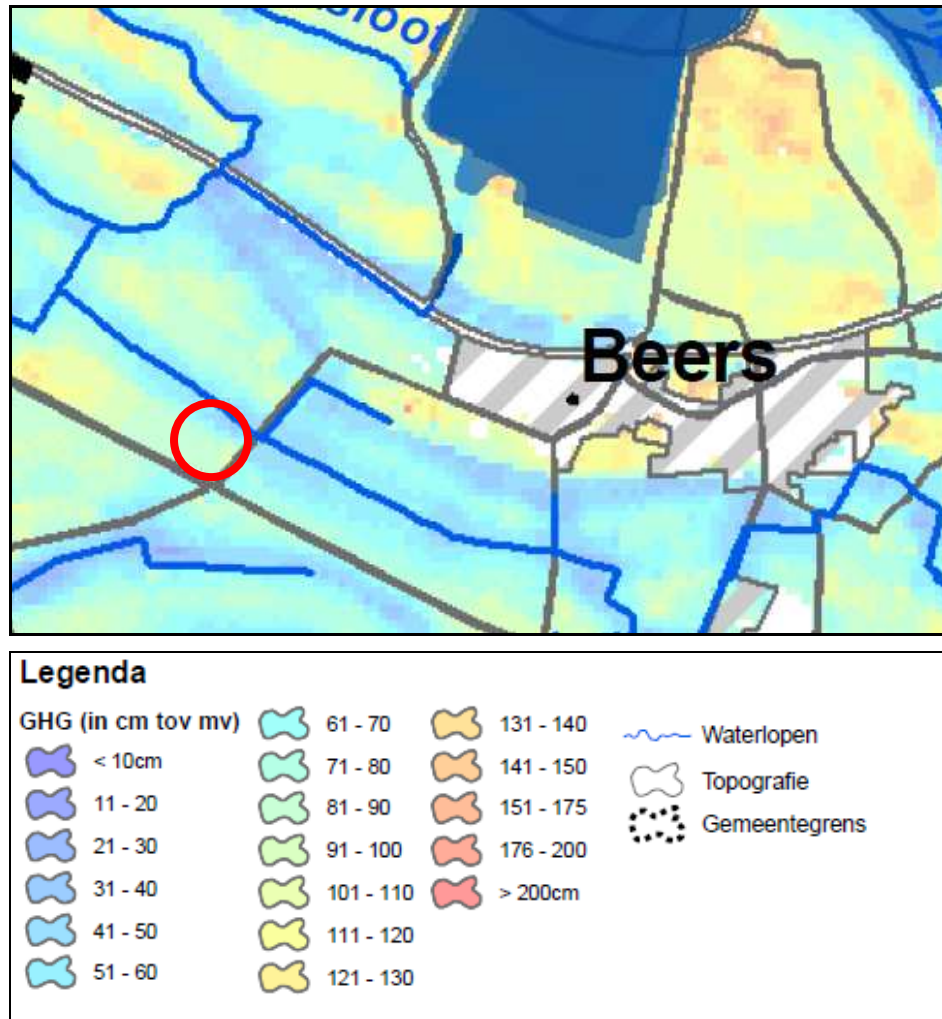 sloot
Beers
Legenda
GHG (in cm tov mv)
< 10cm
11 - 20
21 - 30
31 - 40
41 - 50
51 - 60
61 - 70
71 - 80
81 - 90
91 - 100
101 - 110
111 - 120
121 - 130
131 - 140
141 - 150
151 - 175
176 - 200
> 200cm
Waterlopen
Topografie
Gemeentegrens